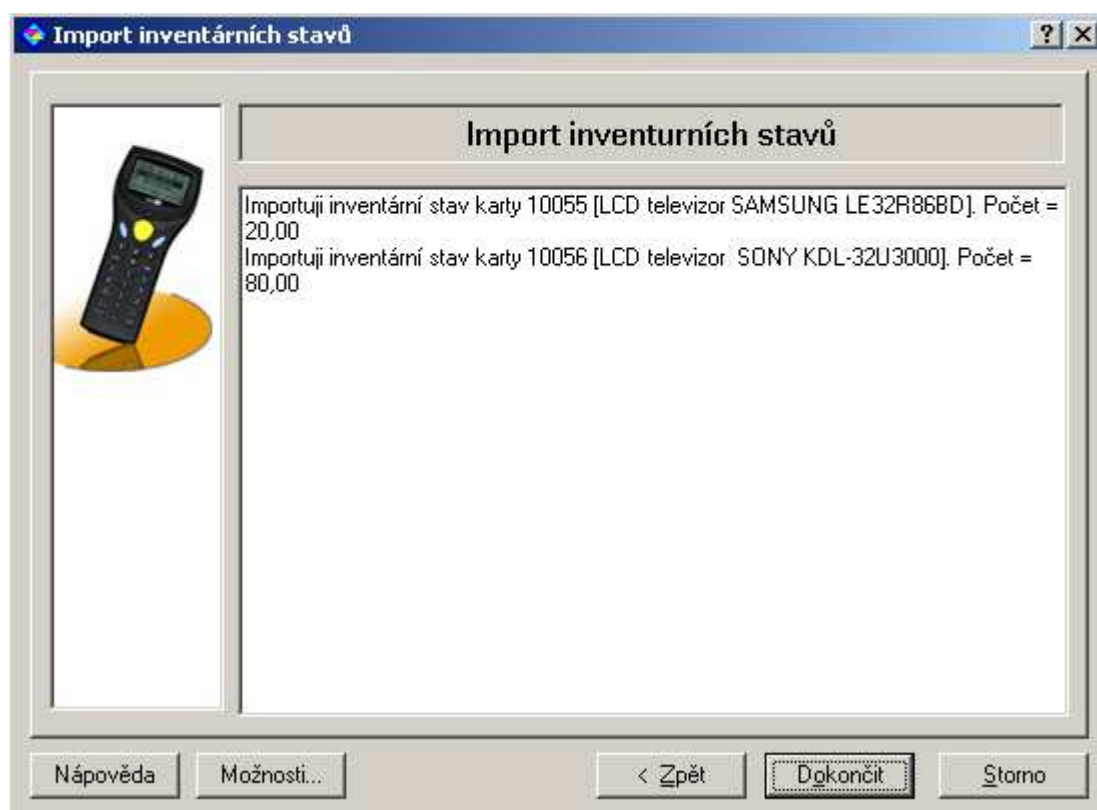 Import inventárních stavů
Import inventurních stavů
Importuji inventární stav karty 10055 [LCD televizor SAMSUNG LE32R86BD]. Počet =
20,00
Importuji inventární stav karty 10056 [LCD televizor  SONY KDL-32U3000]. Počet =
80,00
Nápověda
Možnosti...
< Zpět
Dokončit
Storno